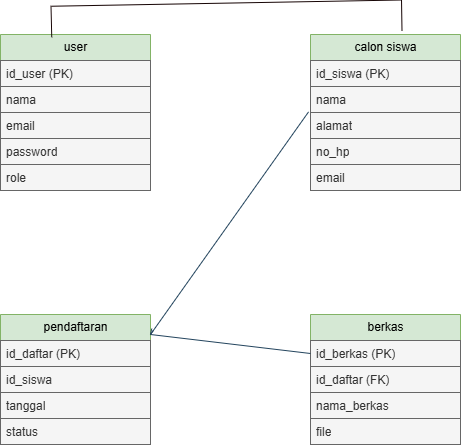 user
id_user (PK)
nama
email
password
role
calon siswa
id_siswa (PK)
nama
alamat
no_hp
email
pendaftaran
id_daftar (PK)
id_siswa
tanggal
status
berkas
id_berkas (PK)
id_daftar (FK)
nama_berkas
file